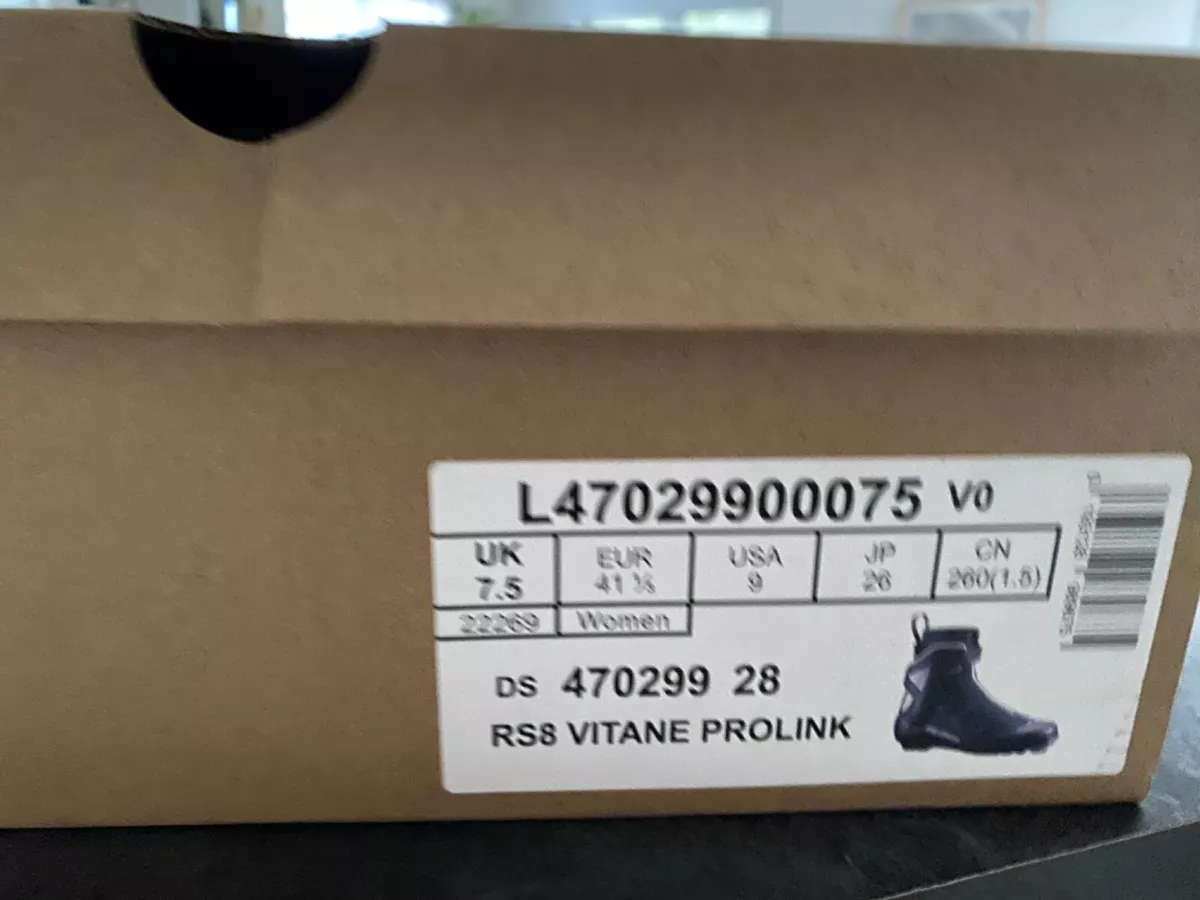 L47029900075 V0
UK EUR USA JP CN
7.5 41 ⅓ 9 26 260(1.5)
22269 Women
DS 470299 28
RS8 VITANE PROLINK